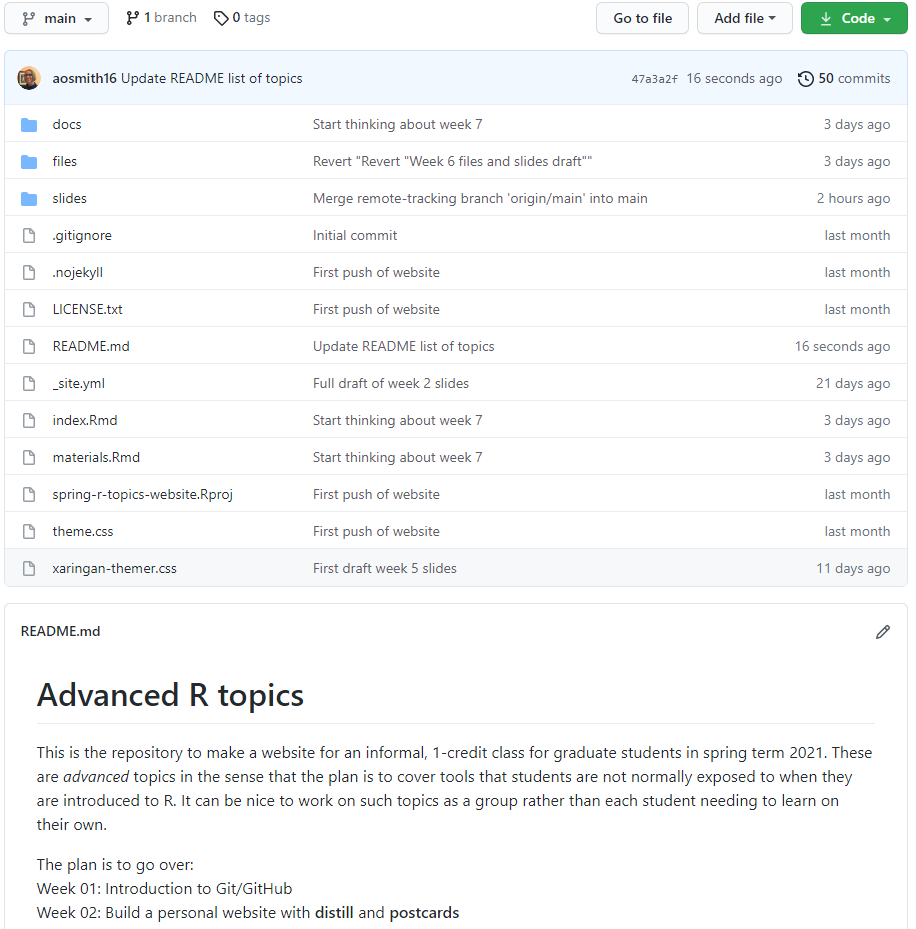 main 1 branch 0 tags Go to file Add file Code
aosmith16 Update README list of topics 47a3a2f 16 seconds ago 50 commits
docs Start thinking about week 7 3 days ago
files Revert "Revert "Week 6 files and slides draft"" 3 days ago
slides Merge remote-tracking branch 'origin/main' into main 2 hours ago
.gitignore Initial commit last month
.nojekyll First push of website last month
LICENSE.txt First push of website last month
README.md Update README list of topics 16 seconds ago
_site.yml Full draft of week 2 slides 21 days ago
index.Rmd Start thinking about week 7 3 days ago
materials.Rmd Start thinking about week 7 3 days ago
spring-r-topics-website.Rproj First push of website last month
theme.css First push of website last month
xaringan-themer.css First draft week 5 slides 11 days ago
README.md
Advanced R topics
This is the repository to make a website for an informal, 1-credit class for graduate students in spring term 2021. These
are advanced topics in the sense that the plan is to cover tools that students are not normally exposed to when they
are introduced to R. It can be nice to work on such topics as a group rather than each student needing to learn on
their own.
The plan is to go over:
Week 01: Introduction to Git/GitHub
Week 02: Build a personal website with distill and postcards